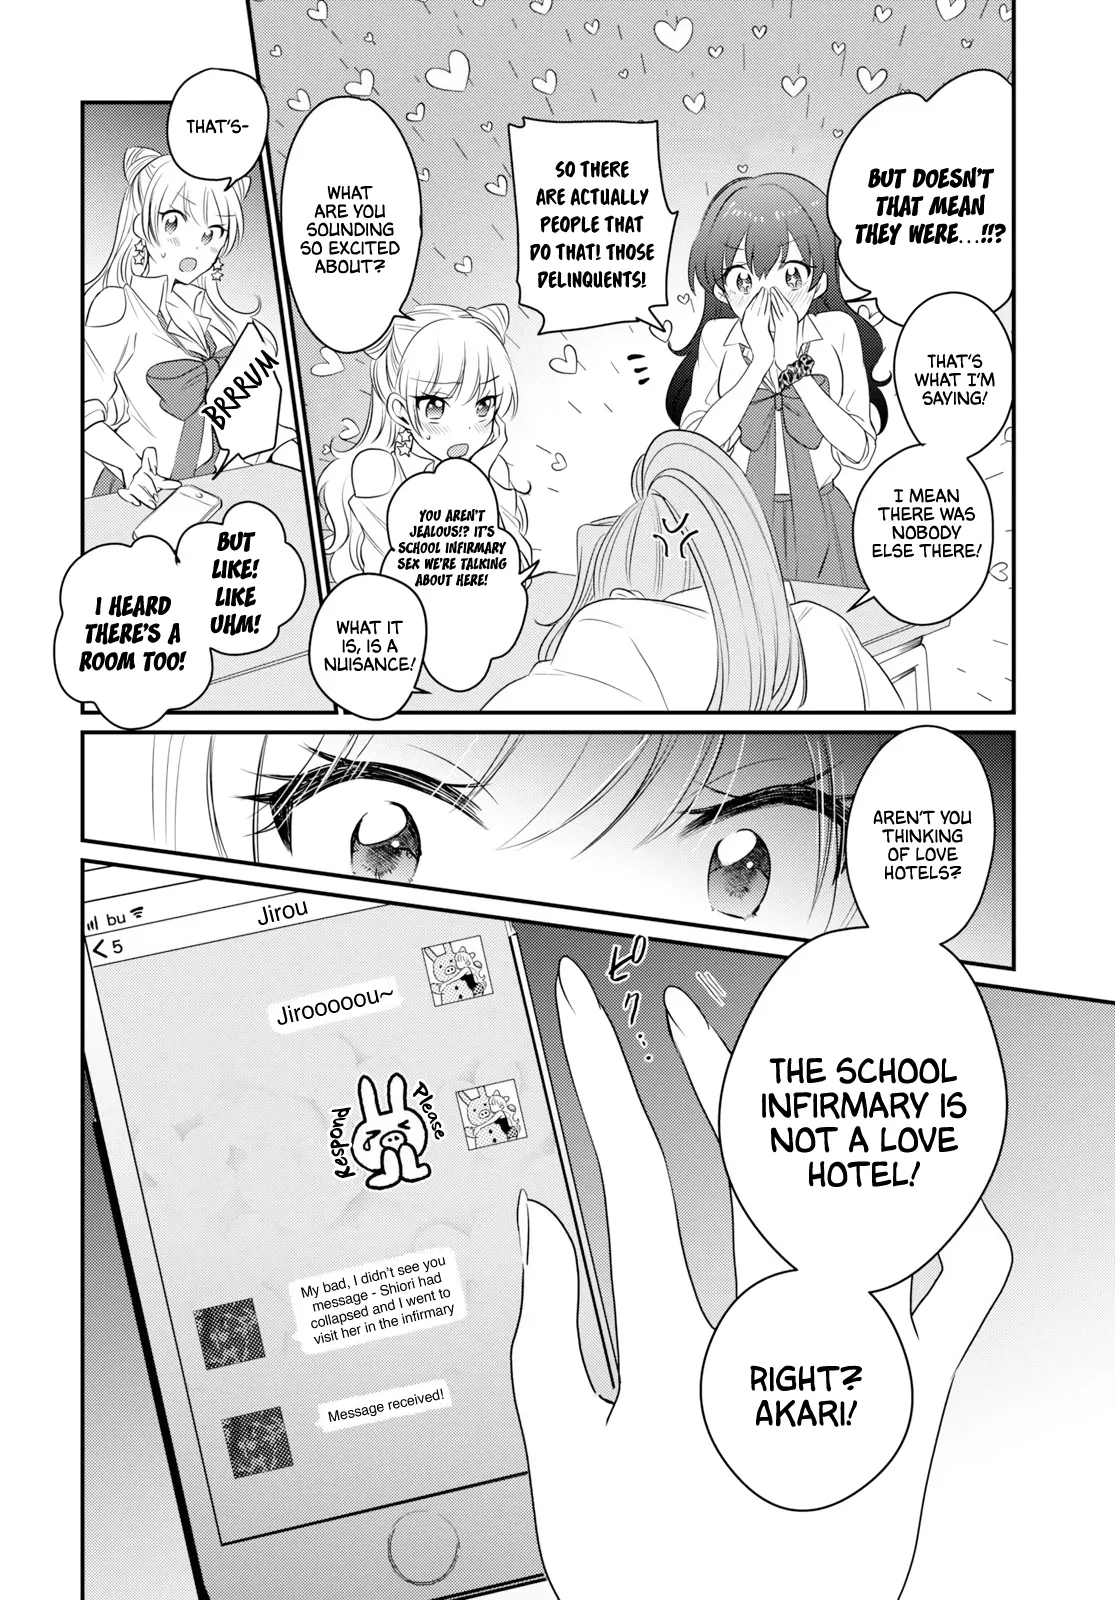 BUT DOESN'T
THAT MEAN
THEY WERE...!!?
THAT'S
WHAT I'M
SAYING!
I MEAN
THERE WAS
NOBODY
ELSE THERE!
SO THERE
ARE ACTUALLY
PEOPLE THAT
DO THAT! THOSE
DELINQUENTS!
WHAT
ARE YOU
SOUNDING
SO EXCITED
ABOUT?
YOU AREN'T
JEALOUS!? IT'S
SCHOOL INFIRMARY
SEX WE'RE TALKING
ABOUT HERE!
WHAT IT
IS, IS A
NUISANCE!
THAT'S-
BRRRUM
BUT
LIKE!
LIKE
UHM!
I HEARD
THERE'S A
ROOM TOO!
AREN'T YOU
THINKING
OF LOVE
HOTELS?
THE SCHOOL
INFIRMARY IS
NOT A LOVE
HOTEL!
RIGHT?
AKARI!
ピクッ…
bu
Jirou
< 5
Jirooooou~
Respond
Please
My bad, I didn't see you
message - Shiori had
collapsed and I went to
visit her in the infirmary
Message received!